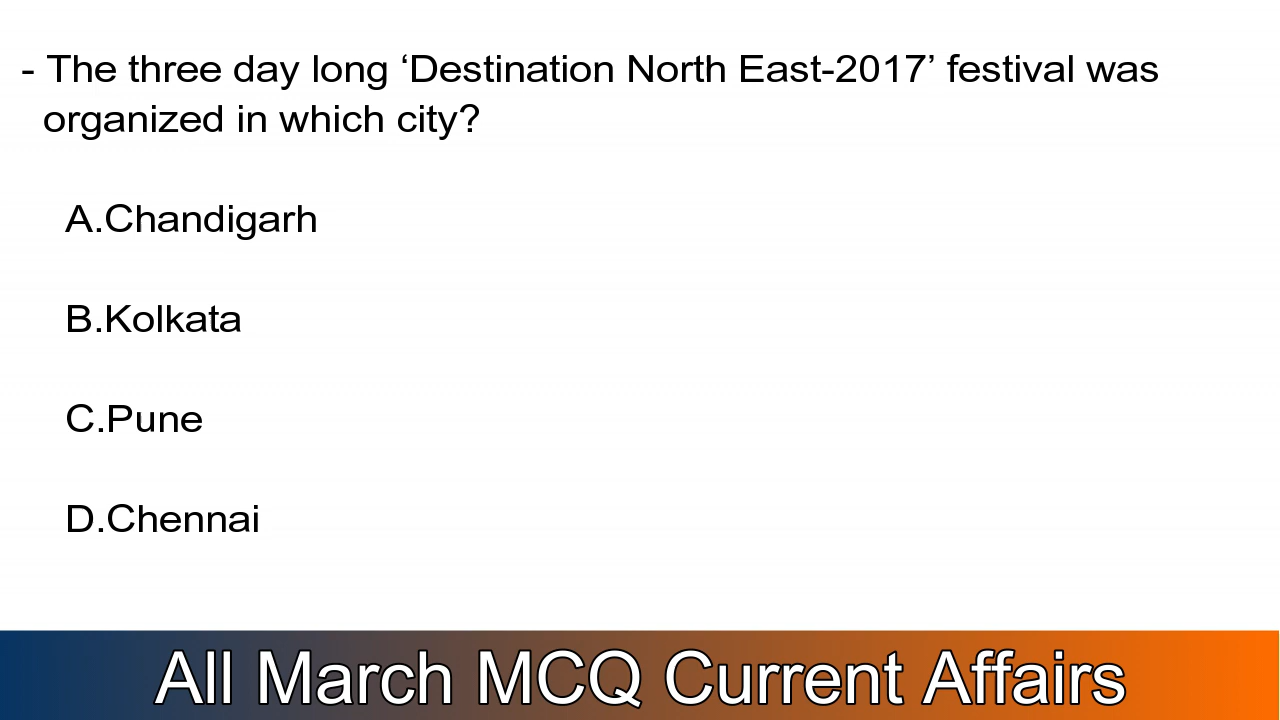 - The three day long ‘Destination North East-2017’ festival was
organized in which city?
A.Chandigarh
B.Kolkata
C.Pune
D.Chennai
All March MCQ Current Affairs